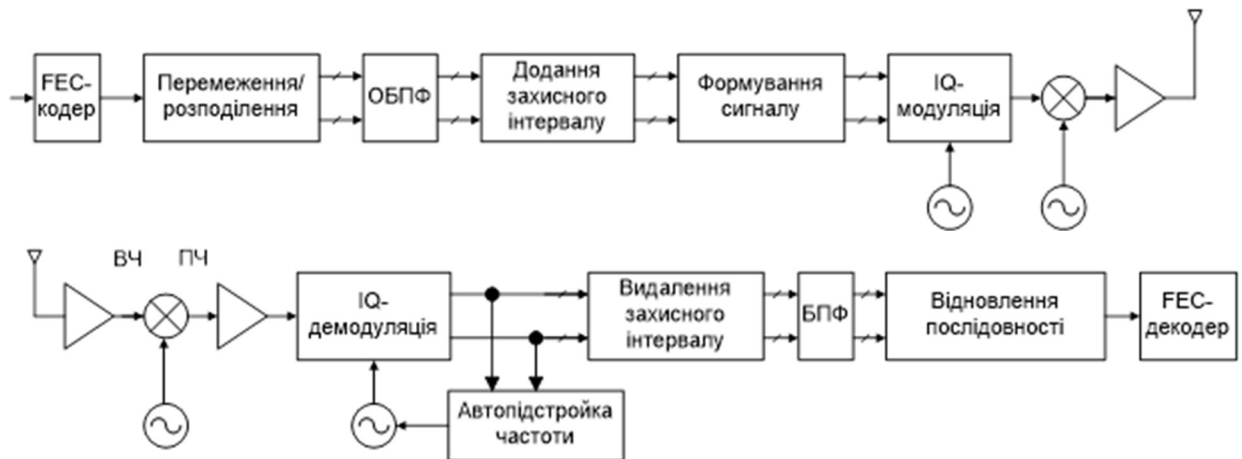 FEC-
кодер
Перемеження/
розподілення
ОБПФ
Додання
захисного
інтервалу
Формування
сигналу
IQ-
модуляція
ВЧ
ПЧ
IQ-
демодуляція
Видалення
захисного
інтервалу
БПФ
Відновлення
послідовності
FEC-
декодер
Автопідстройка
частоти